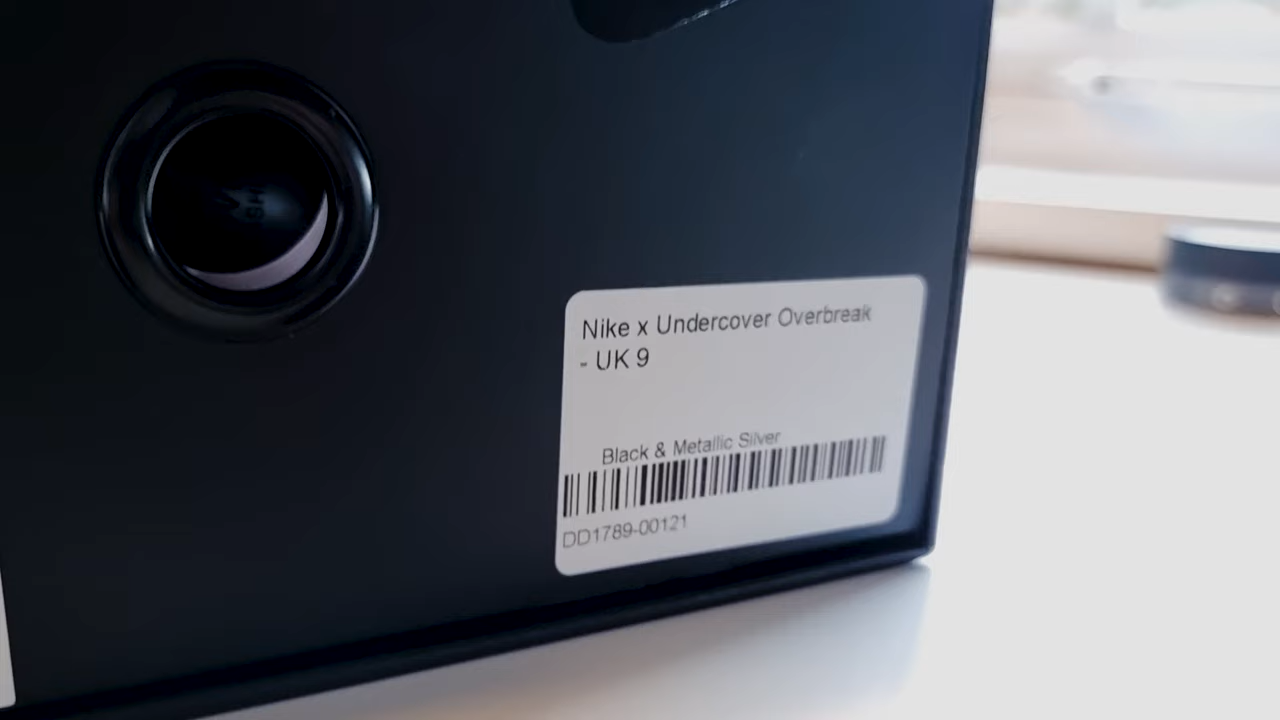 Nike x Undercover Overbreak
- UK 9
Black & Metallic Silver
DD1789-00121